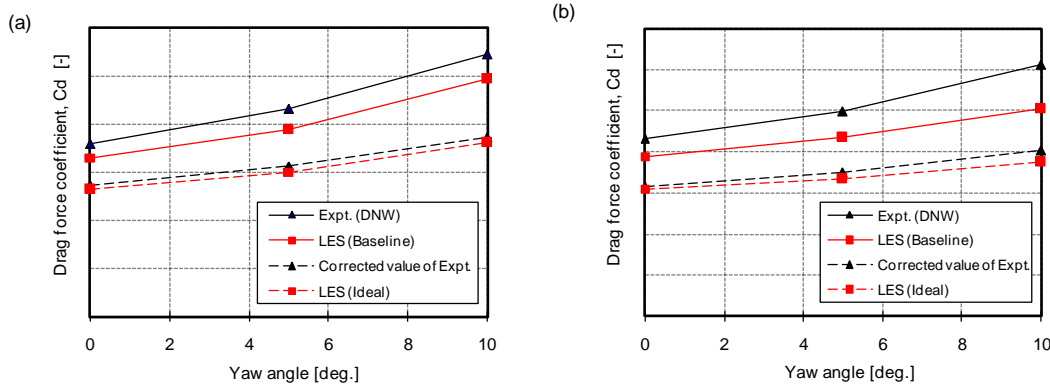 (a)
Drag force coefficient, Cd [-]
Expt. (DNW)
LES (Baseline)
Corrected value of Expt.
LES (Ideal)
0 2 4 6 8 10
Yaw angle [deg.]
(b)
Drag force coefficient, Cd [-]
Expt. (DNW)
LES (Baseline)
Corrected value of Expt.
LES (Ideal)
0 2 4 6 8 10
Yaw angle [deg.]